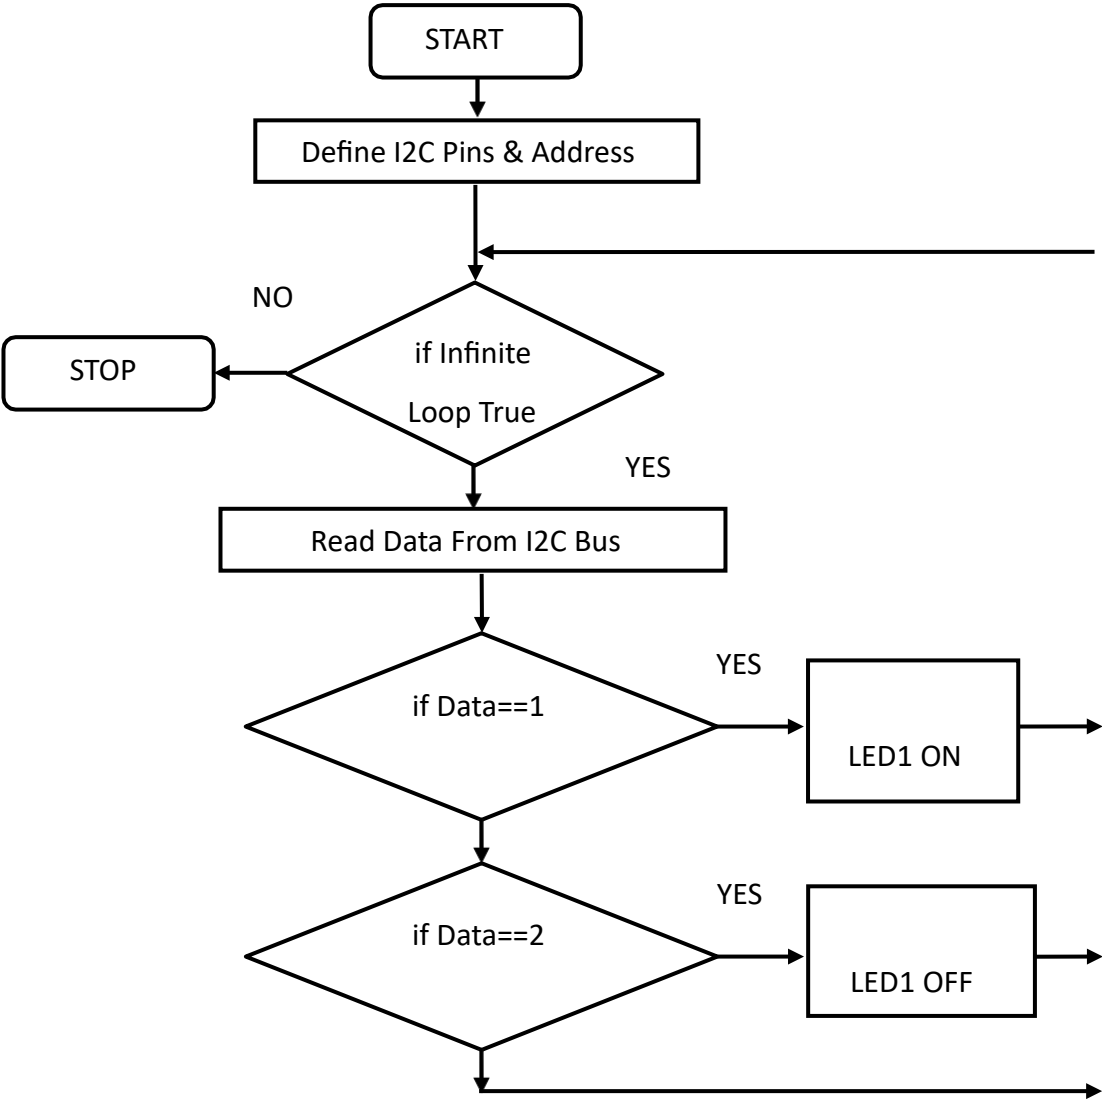 START
Define I2C Pins & Address
NO
if Infinite
Loop True
STOP
YES
Read Data From I2C Bus
if Data==1
YES
LED1 ON
if Data==2
YES
LED1 OFF